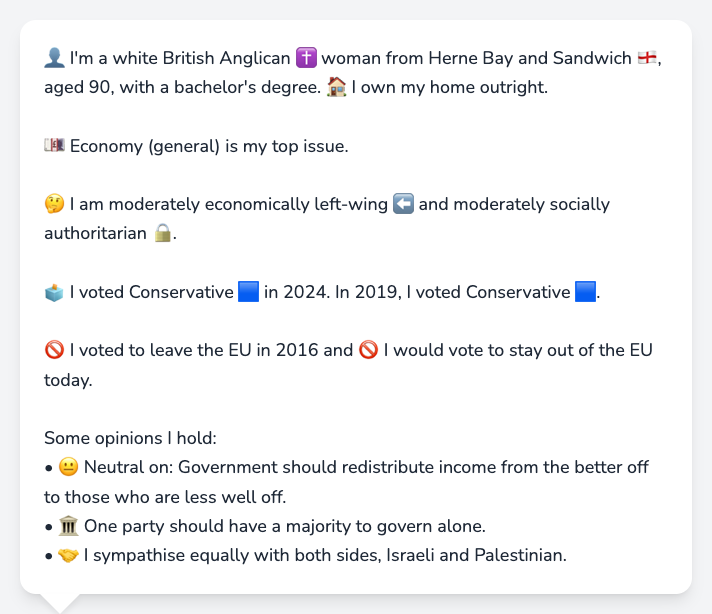 👤 I'm a white British Anglican ✝️ woman from Herne Bay and Sandwich 🏴󠁧󠁢󠁥󠁮󠁧󠁿,
aged 90, with a bachelor's degree. 🏠 I own my home outright.
💷 Economy (general) is my top issue.
🤔 I am moderately economically left-wing ⬅️ and moderately socially
authoritarian 🔒.
🗳️ I voted Conservative 🟦 in 2024. In 2019, I voted Conservative 🟦.
🚫 I voted to leave the EU in 2016 and 🚫 I would vote to stay out of the EU
today.
Some opinions I hold:
• 😐 Neutral on: Government should redistribute income from the better off
to those who are less well off.
• 🏛️ One party should have a majority to govern alone.
• 🤝 I sympathise equally with both sides, Israeli and Palestinian.